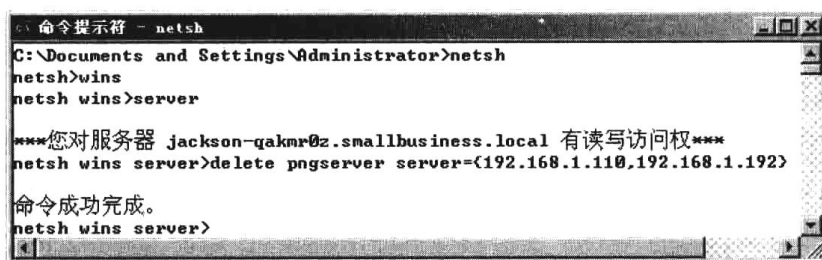 命令提示符 - netsh
C:\Documents and Settings\Administrator>netsh
netsh>wins
netsh wins>server
***您对服务器 jackson-qakmr0z.smallbusiness.local 有读写访问权***
netsh wins server>delete pngserver server={192.168.1.110,192.168.1.192}
命令成功完成。
netsh wins server>